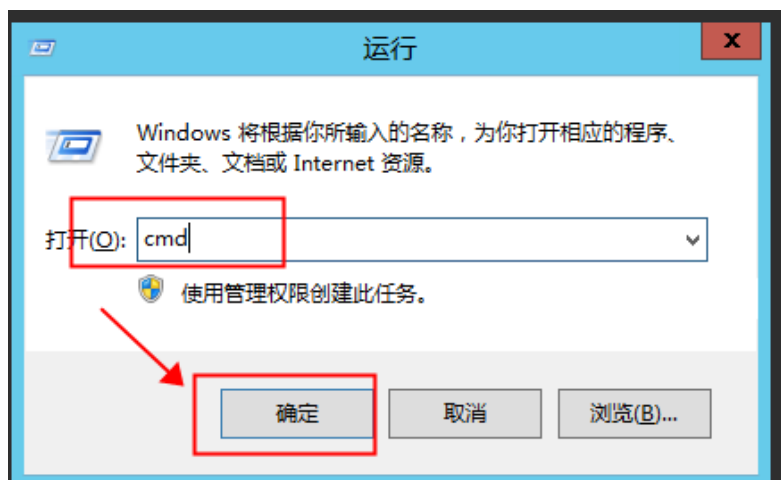 运行
x
Windows 将根据你所输入的名称，为你打开相应的程序、
文件夹、文档或 Internet 资源。
打开(O): cmd
使用管理权限创建此任务。
确定 取消 浏览(B)...